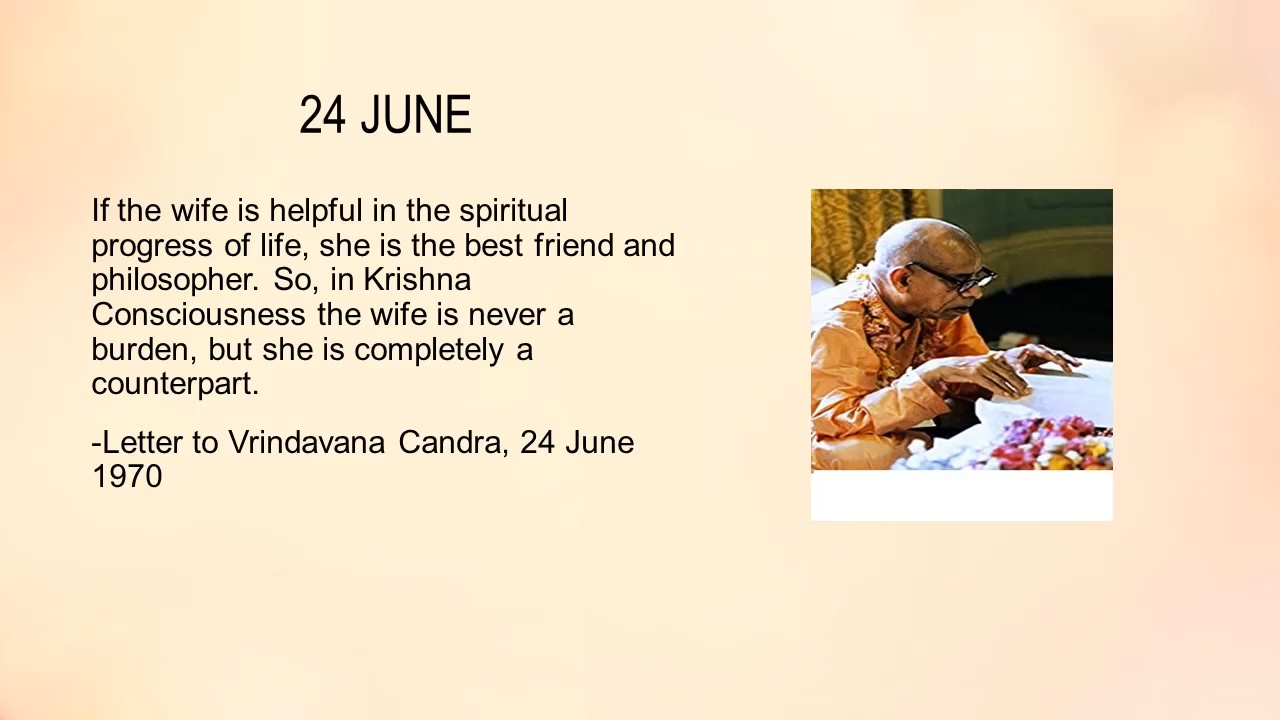 24 JUNE
If the wife is helpful in the spiritual
progress of life, she is the best friend and
philosopher. So, in Krishna
Consciousness the wife is never a
burden, but she is completely a
counterpart.
-Letter to Vrindavana Candra, 24 June
1970